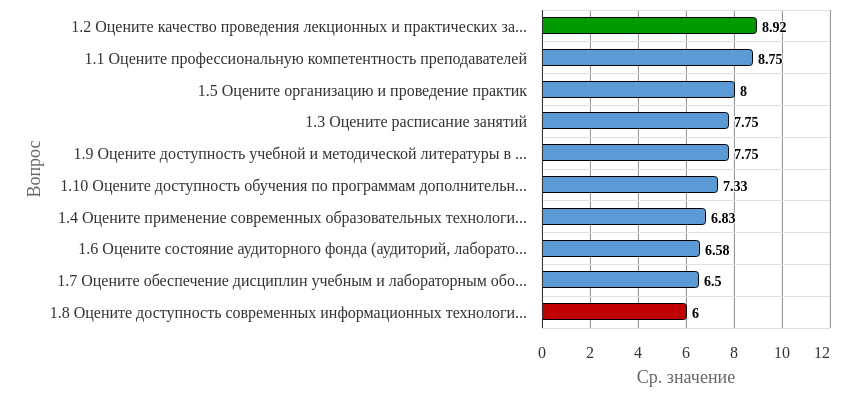 1.2 Оцените качество проведения лекционных и практических за... 8.92
1.1 Оцените профессиональную компетентность преподавателей 8.75
1.5 Оцените организацию и проведение практик 8
1.3 Оцените расписание занятий 7.75
1.9 Оцените доступность учебной и методической литературы в ... 7.75
1.10 Оцените доступность обучения по программам дополнительн... 7.33
1.4 Оцените применение современных образовательных технологи... 6.83
1.6 Оцените состояние аудиторного фонда (аудиторий, лаборато... 6.58
1.7 Оцените обеспечение дисциплин учебным и лабораторным обо... 6.5
1.8 Оцените доступность современных информационных технологи... 6
Вопрос
0 2 4 6 8 10 12
Ср. значение